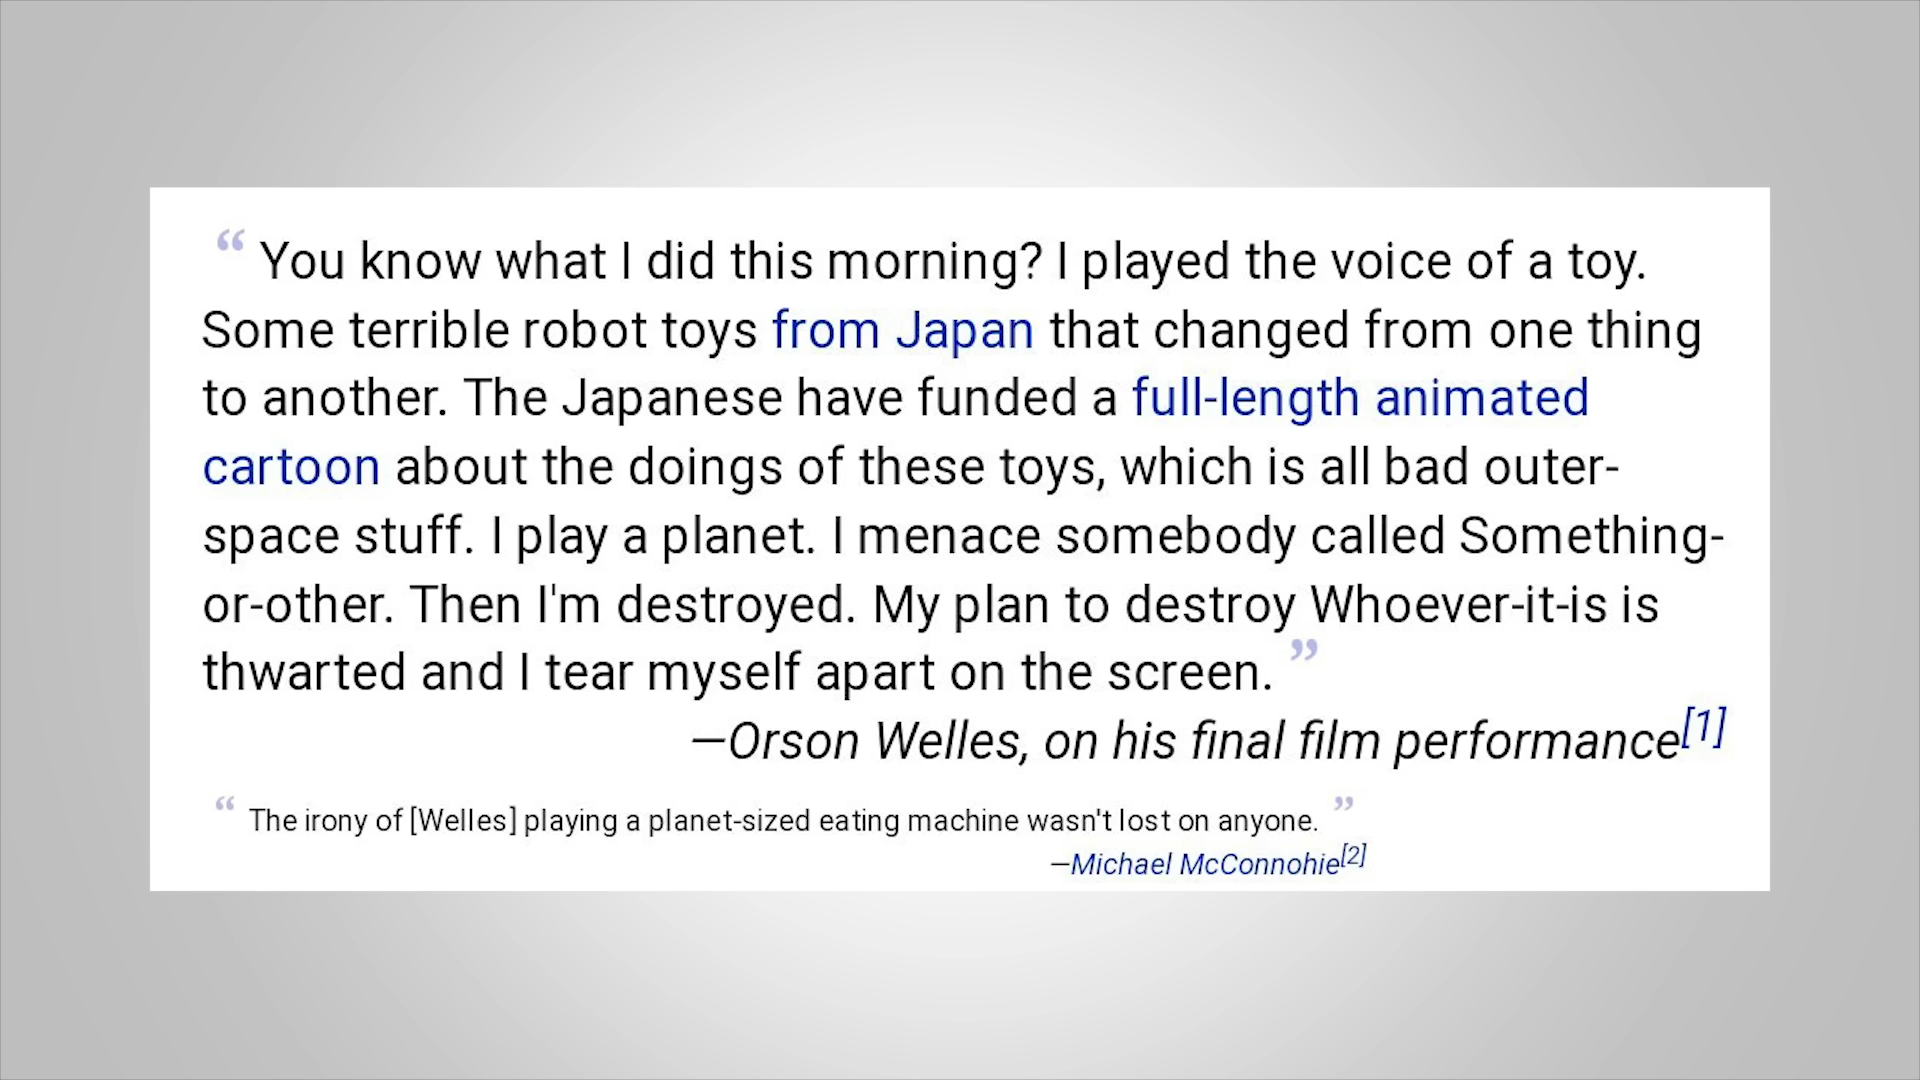 “ You know what I did this morning? I played the voice of a toy.
Some terrible robot toys from Japan that changed from one thing
to another. The Japanese have funded a full-length animated
cartoon about the doings of these toys, which is all bad outer-
space stuff. I play a planet. I menace somebody called Something-
or-other. Then I'm destroyed. My plan to destroy Whoever-it-is is
thwarted and I tear myself apart on the screen. ”
—Orson Welles, on his final film performance[1]
“ The irony of [Welles] playing a planet-sized eating machine wasn't lost on anyone. ”
—Michael McConnohie[2]